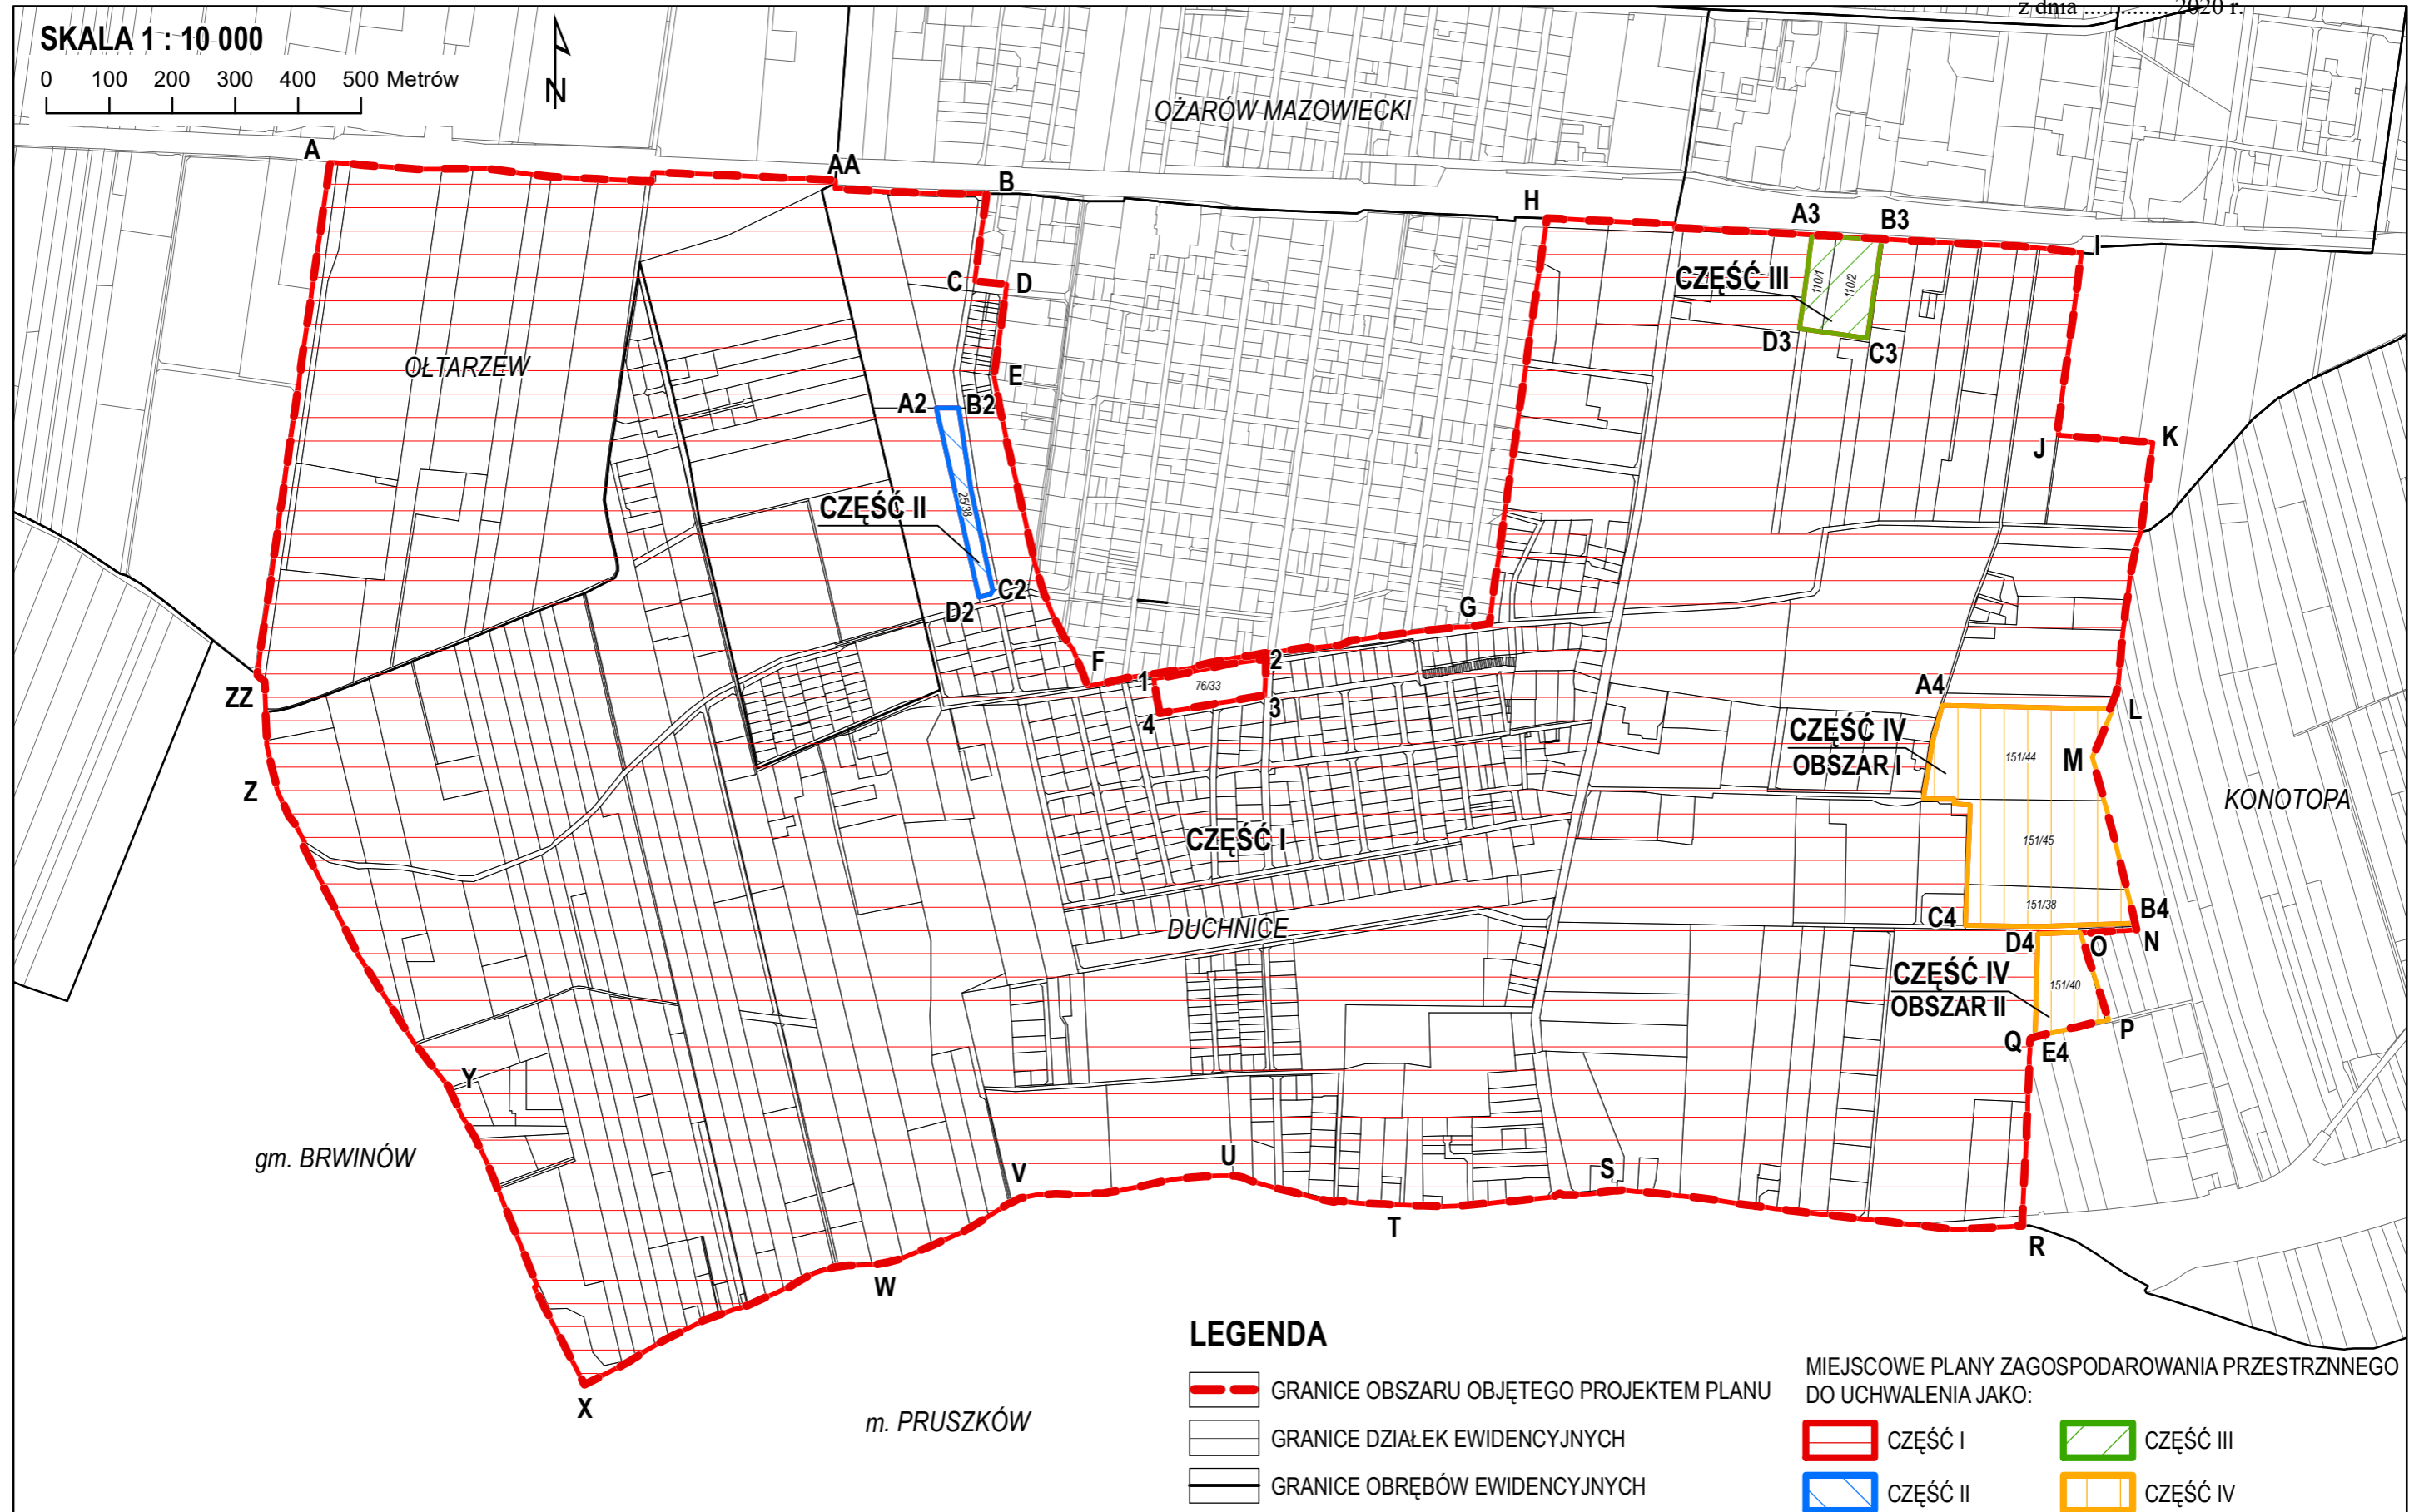 z dnia ............. 2020 r.
SKALA 1 : 10 000
0 100 200 300 400 500 Metrów
N
OŻARÓW MAZOWIECKI
A
AA
B
H
A3
B3
I
C
D
CZĘŚĆ III
110/1
110/2
D3
C3
OŁTARZEW
E
A2
B2
J
K
25/38
CZĘŚĆ II
C2
D2
G
F
1
2
76/33
3
4
ZZ
A4
L
CZĘŚĆ IV
OBSZAR I
151/44
M
Z
KONOTOPA
CZĘŚĆ I
151/45
151/38
B4
C4
DUCHNICE
D4
O
N
CZĘŚĆ IV
OBSZAR II
151/40
P
Q
E4
Y
gm. BRWINÓW
V
U
S
T
R
W
X
m. PRUSZKÓW
LEGENDA
GRANICE OBSZARU OBJĘTEGO PROJEKTEM PLANU
GRANICE DZIAŁEK EWIDENCYJNYCH
GRANICE OBRĘBÓW EWIDENCYJNYCH
MIEJSCOWE PLANY ZAGOSPODAROWANIA PRZESTRZNNEGO
DO UCHWALENIA JAKO:
CZĘŚĆ I
CZĘŚĆ III
CZĘŚĆ II
CZĘŚĆ IV